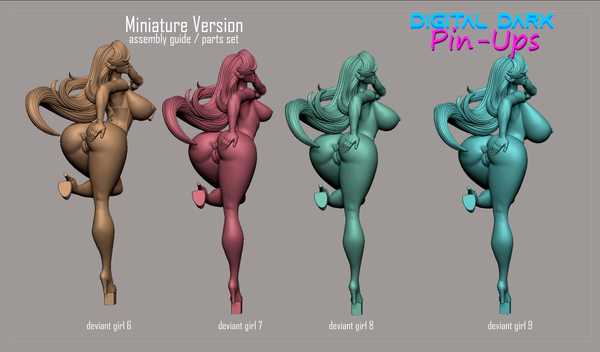 Miniature Version
assembly guide / parts set
DIGITAL DARK
Pin-Ups
deviant girl 6
deviant girl 7
deviant girl 8
deviant girl 9